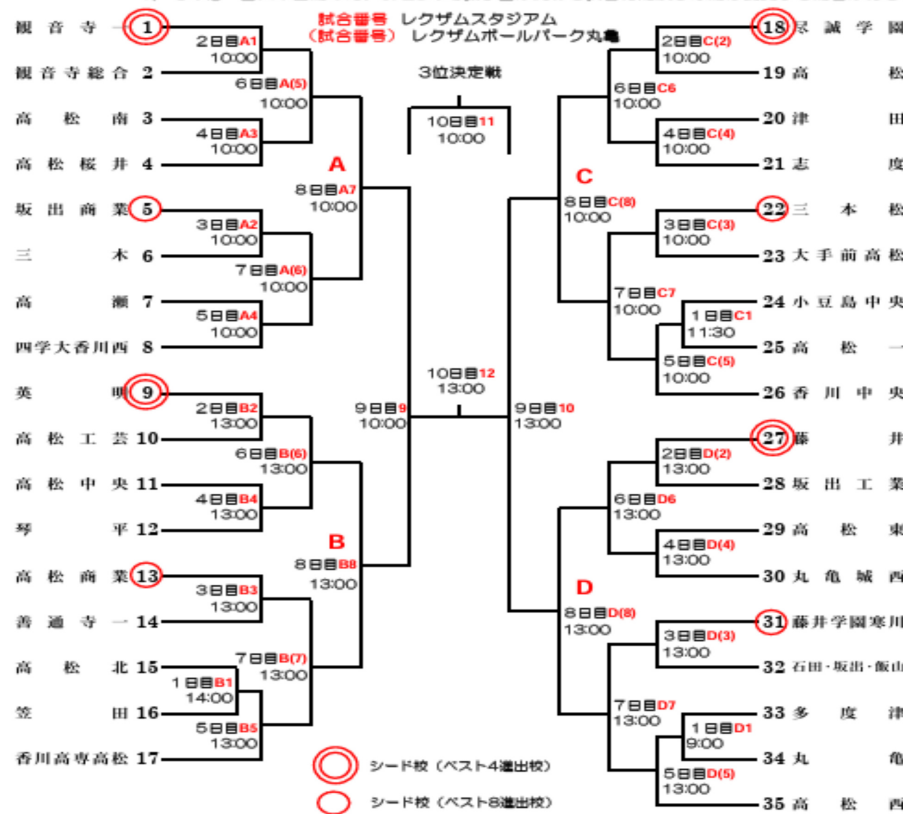 試合番号 レクザムスタジアム
(試合番号) レクザムボールパーク丸亀
3位決定戦
10日目11
10:00
観音寺一 1
観音寺総合 2
高松南 3
高松桜井 4
坂出商業 5
三木 6
高瀬 7
四学大香川西 8
英明 9
高松工芸 10
高松中央 11
琴平 12
高松商業 13
善通寺一 14
高松北 15
笠田 16
香川高専高松 17
2日目A1
10:00
6日目A(5)
10:00
4日目A3
10:00
A
8日目A7
10:00
3日目A2
10:00
7日目A(6)
10:00
5日目A4
10:00
2日目B2
13:00
6日目B(6)
13:00
4日目B4
13:00
B
8日目B8
13:00
3日目B3
13:00
7日目B(7)
13:00
1日目B1
14:00
5日目B5
13:00
9日目9
10:00
10日目12
13:00
9日目10
13:00
18 尽誠学園
19 高松
20 津田
21 志度
22 三本松
23 大手前高松
24 小豆島中央
25 高松一
26 香川中央
27 藤井
28 坂出工業
29 高松東
30 丸亀城西
31 藤井学園寒川
32 石田・坂出・飯山
33 多度津
34 丸亀
35 高松西
2日目C(2)
10:00
6日目C6
10:00
4日目C(4)
10:00
C
8日目C(8)
10:00
3日目C(3)
10:00
7日目C7
10:00
1日目C1
11:30
5日目C(5)
10:00
2日目D(2)
13:00
6日目D6
13:00
4日目D(4)
13:00
D
8日目D(8)
13:00
3日目D(3)
13:00
7日目D7
13:00
1日目D1
9:00
5日目D(5)
13:00
シード校（ベスト4進出校）
シード校（ベスト8進出校）